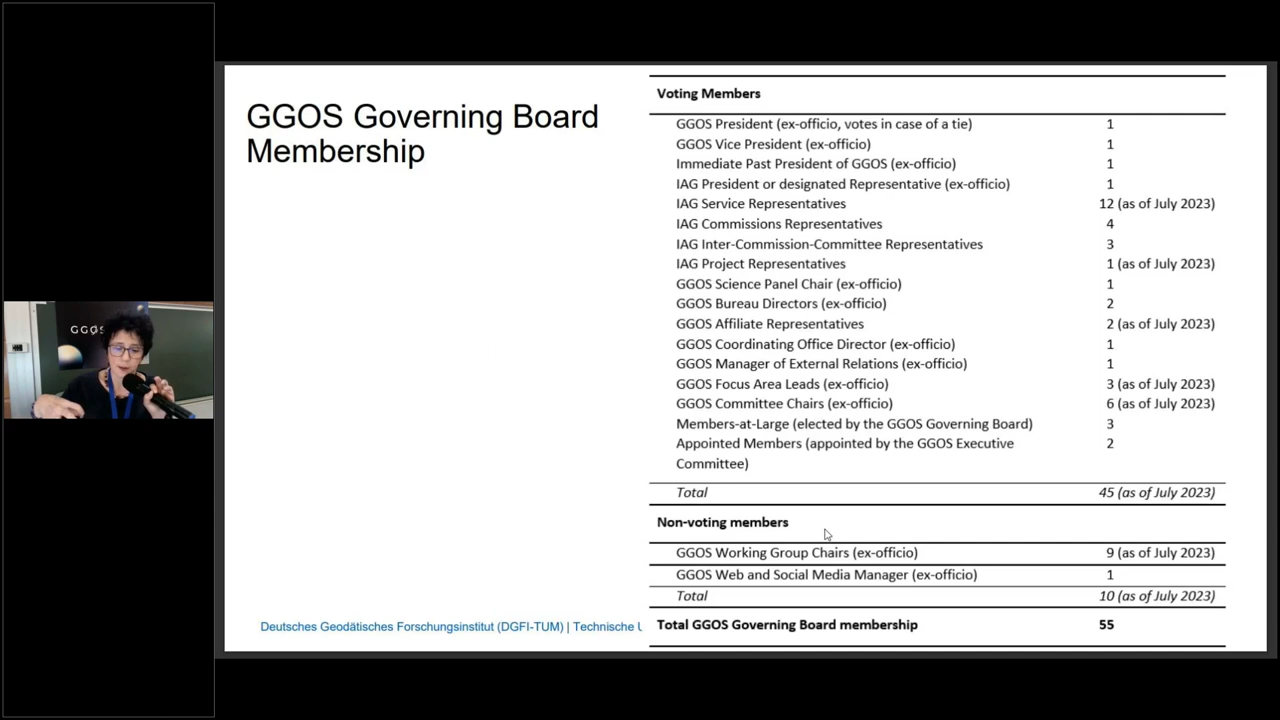 GGOS Governing Board
Membership
Voting Members
GGOS President (ex-officio, votes in case of a tie) 1
GGOS Vice President (ex-officio) 1
Immediate Past President of GGOS (ex-officio) 1
IAG President or designated Representative (ex-officio) 1
IAG Service Representatives 12 (as of July 2023)
IAG Commissions Representatives 4
IAG Inter-Commission-Committee Representatives 3
IAG Project Representatives 1 (as of July 2023)
GGOS Science Panel Chair (ex-officio) 1
GGOS Bureau Directors (ex-officio) 2
GGOS Affiliate Representatives 2 (as of July 2023)
GGOS Coordinating Office Director (ex-officio) 1
GGOS Manager of External Relations (ex-officio) 1
GGOS Focus Area Leads (ex-officio) 3 (as of July 2023)
GGOS Committee Chairs (ex-officio) 6 (as of July 2023)
Members-at-Large (elected by the GGOS Governing Board) 3
Appointed Members (appointed by the GGOS Executive 2
Committee)
Total 45 (as of July 2023)
Non-voting members
GGOS Working Group Chairs (ex-officio) 9 (as of July 2023)
GGOS Web and Social Media Manager (ex-officio) 1
Total 10 (as of July 2023)
Total GGOS Governing Board membership 55
Deutsches Geodätisches Forschungsinstitut (DGFI-TUM) | Technische U
GGOS